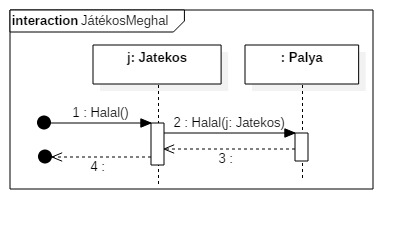 interaction JátékosMeghal
j: Jatekos
: Palya
1 : Halal()
2 : Halal(j: Jatekos)
3 :
4 :